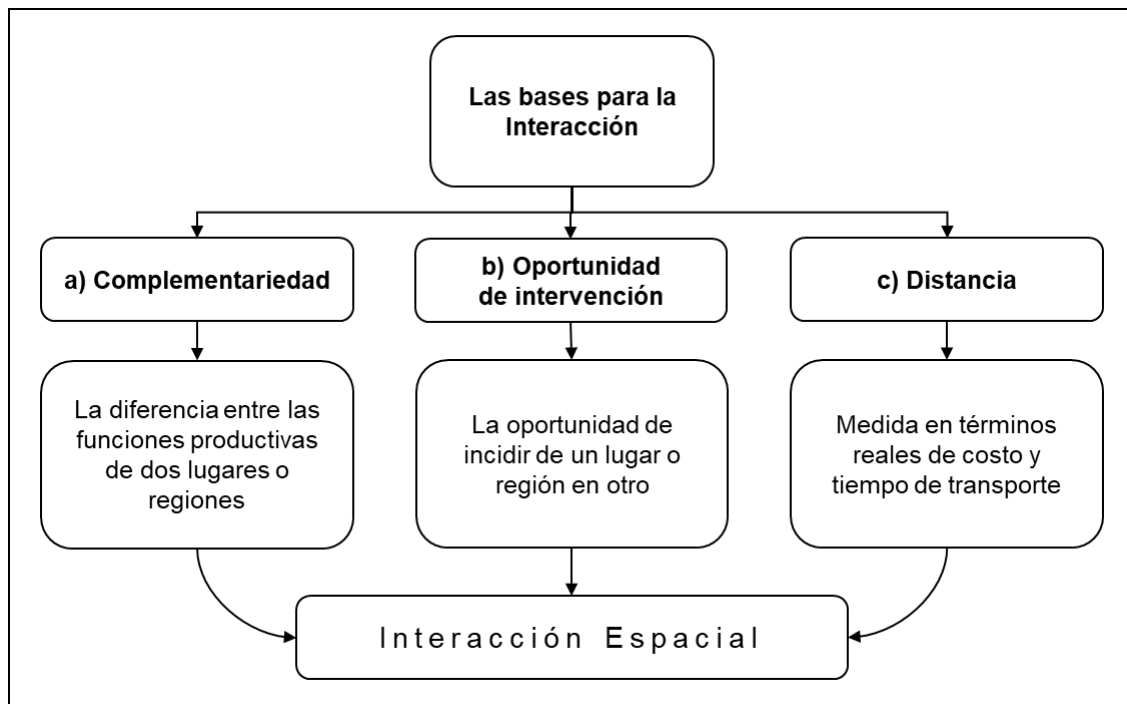 Las bases para la
Interacción
a) Complementariedad
b) Oportunidad
de intervención
c) Distancia
La diferencia entre las
funciones productivas
de dos lugares o
regiones
La oportunidad de
incidir de un lugar o
región en otro
Medida en términos
reales de costo y
tiempo de transporte
Interacción Espacial